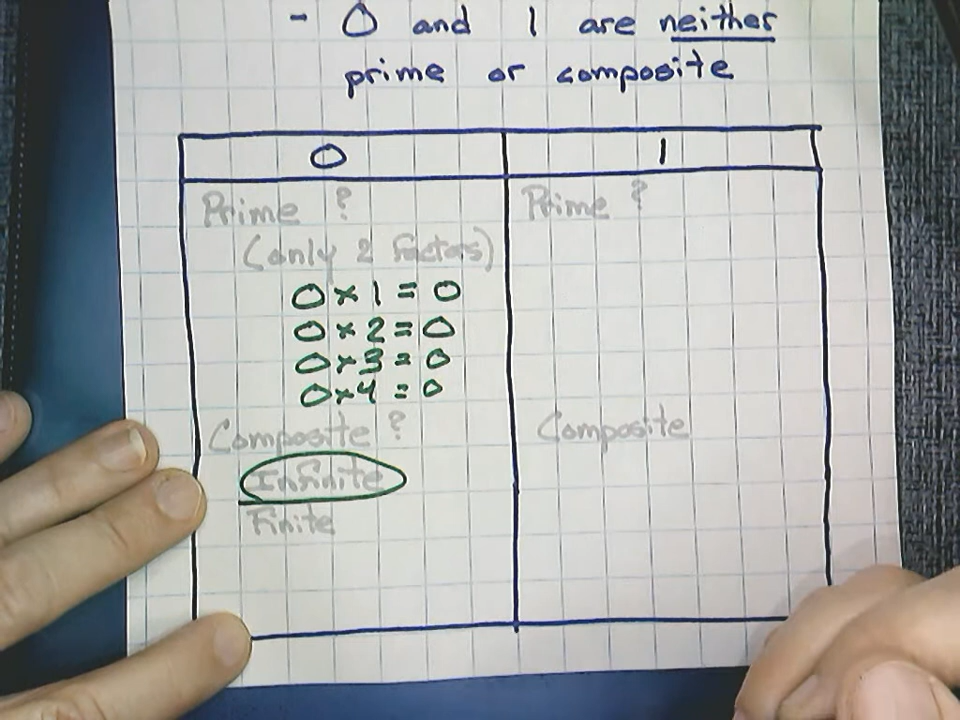 - 0 and 1 are neither
prime or composite
0
1
Prime ?
(only 2 factors)
0 x 1 = 0
0 x 2 = 0
0 x 3 = 0
0 x 4 = 0
Composite ?
Infinite
Finite
Prime ?
Composite